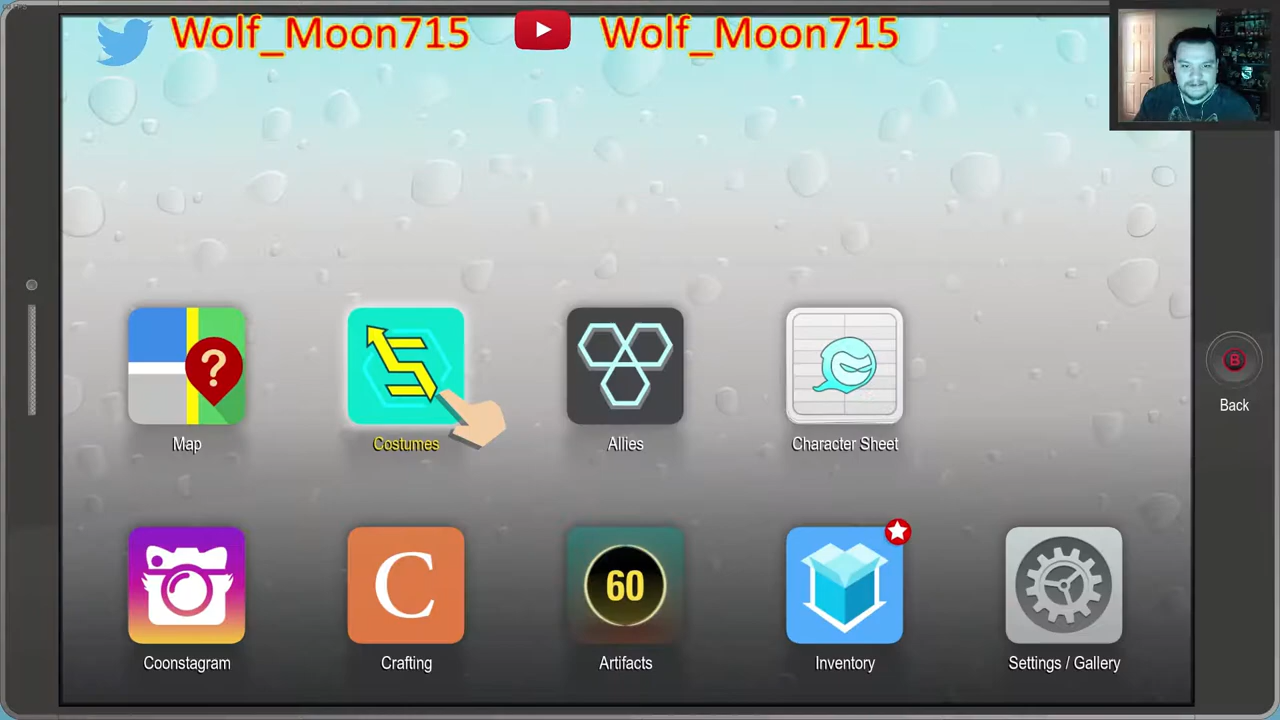 Wolf_Moon715 Wolf_Moon715
?
Map Costumes Allies Character Sheet
B
Back
C
60
Coonstagram Crafting Artifacts Inventory Settings / Gallery